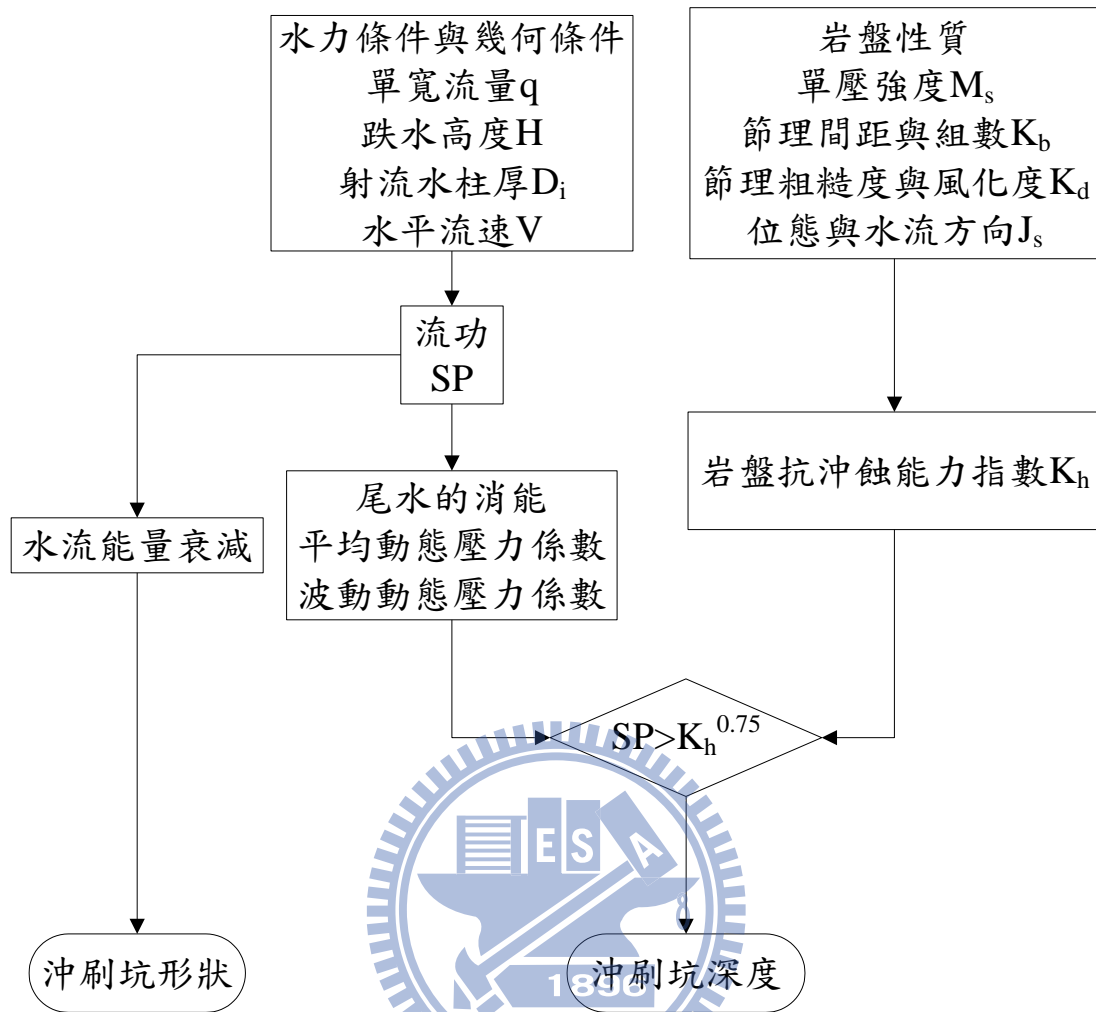 水力條件與幾何條件
單寬流量q
跌水高度H
射流水柱厚Di
水平流速V
岩盤性質
單壓強度Ms
節理間距與組數Kb
節理粗糙度與風化度Kd
位態與水流方向Js
流功
SP
水流能量衰減
尾水的消能
平均動態壓力係數
波動動態壓力係數
岩盤抗沖蝕能力指數Kh
SP>Kh^0.75
E S A
1896
沖刷坑形狀
沖刷坑深度